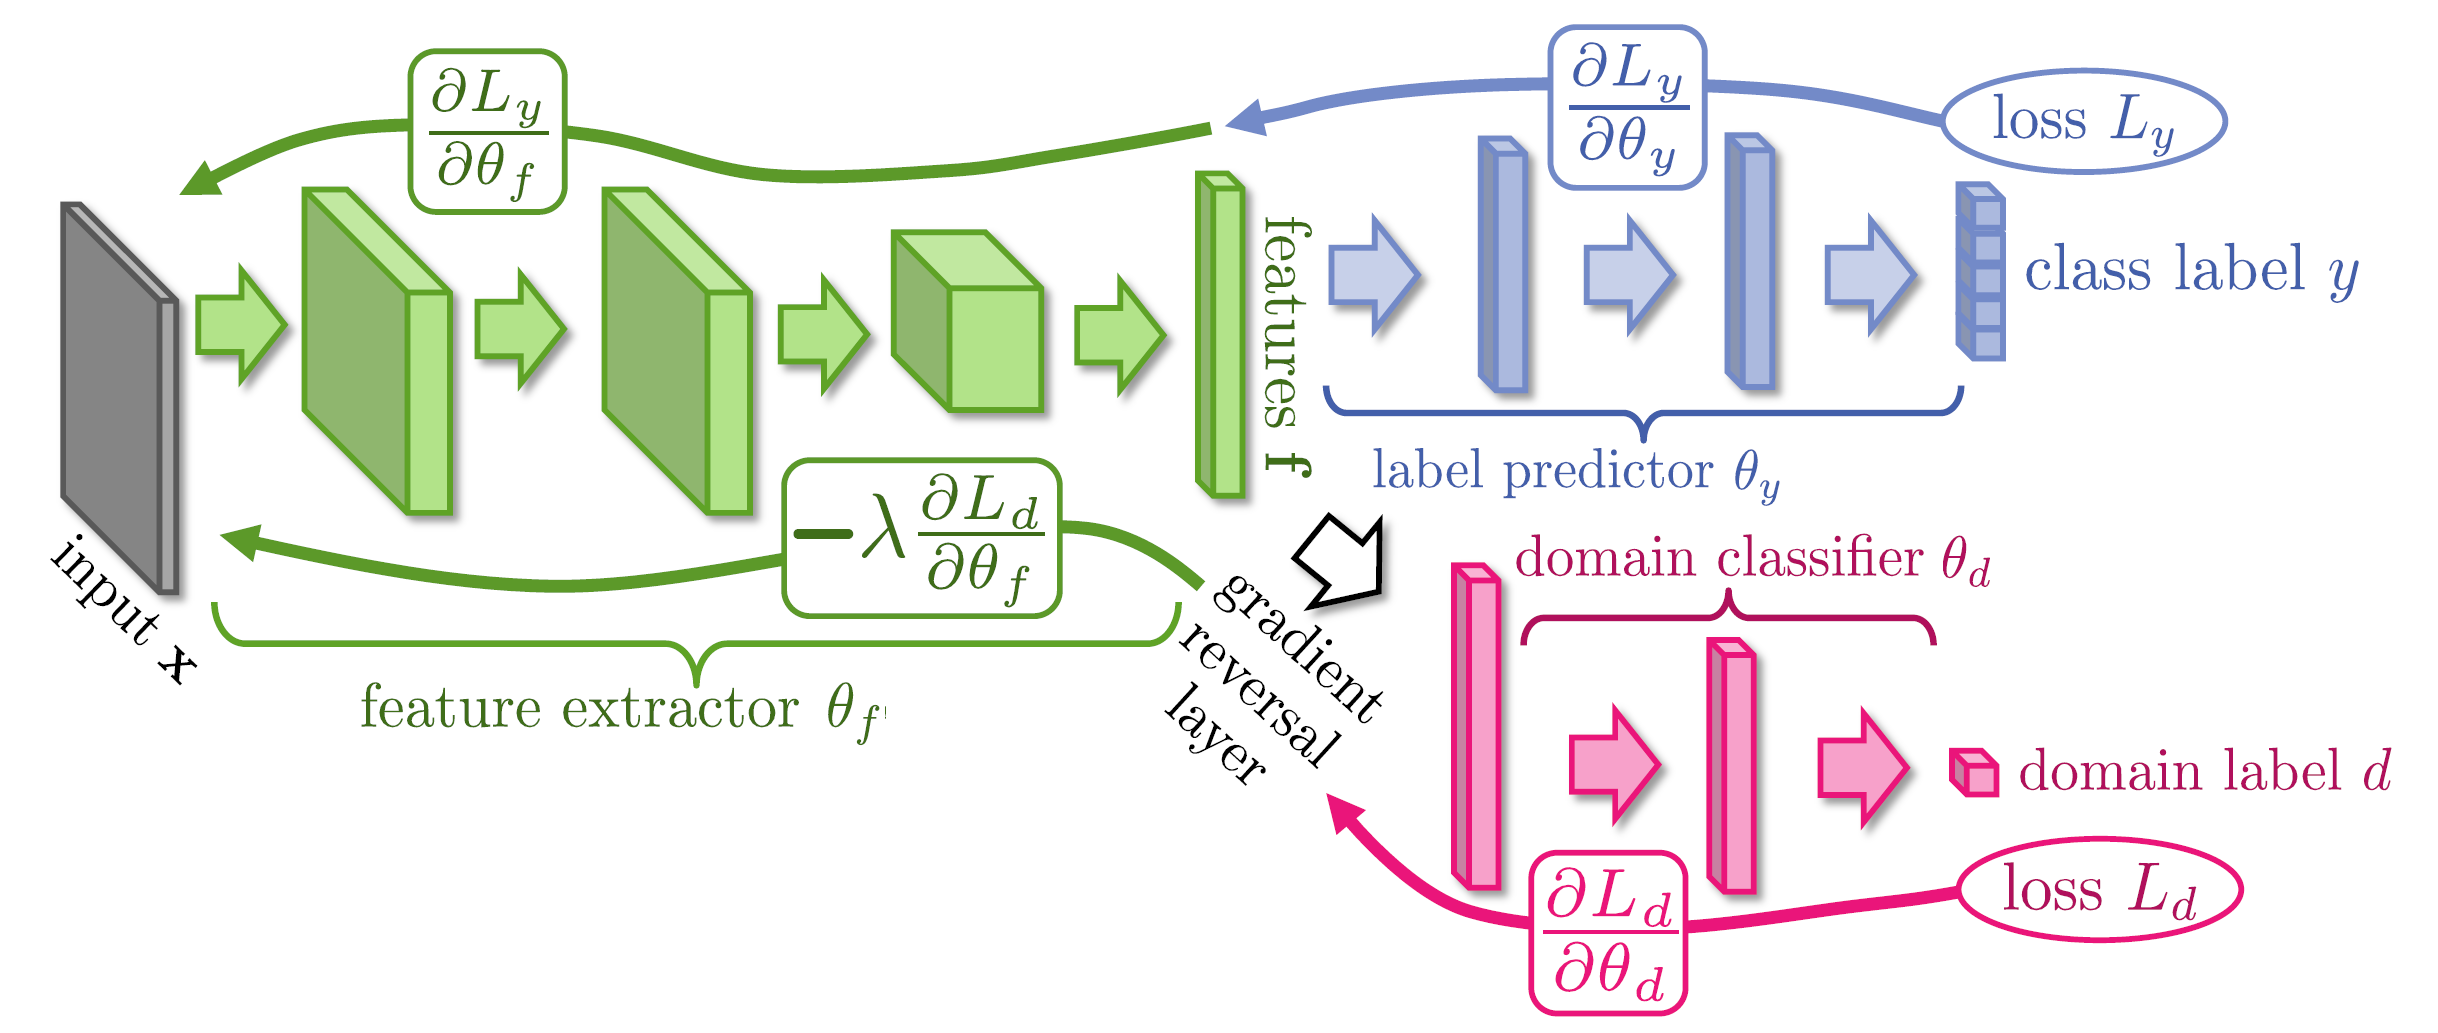 ∂L_y
∂θ_f
∂L_y
∂θ_y
loss L_y
features f
class label y
label predictor θ_y
−λ ∂L_d
∂θ_f
input x
feature extractor θ_f
gradient
reversal
layer
domain classifier θ_d
domain label d
loss L_d
∂L_d
∂θ_d